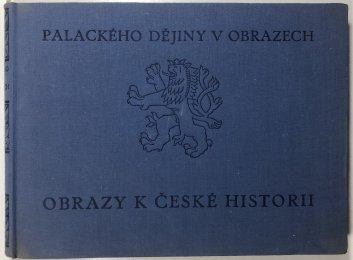 PALACKÉHO DĚJINY V OBRAZECH
OBRAZY K ČESKÉ HISTORII